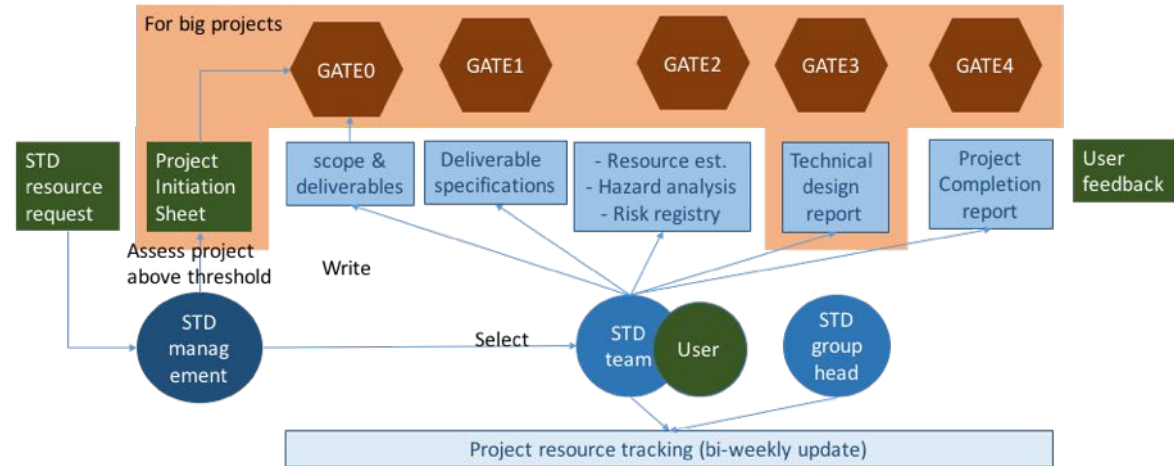 For big projects
GATE0
GATE1
GATE2
GATE3
GATE4
STD
resource
request
Project
Initiation
Sheet
scope &
deliverables
Deliverable
specifications
- Resource est.
- Hazard analysis
- Risk registry
Technical
design
report
Project
Completion
report
User
feedback
Assess project
above threshold
Write
STD
manag
ement
Select
STD
team
User
STD
group
head
Project resource tracking (bi-weekly update)